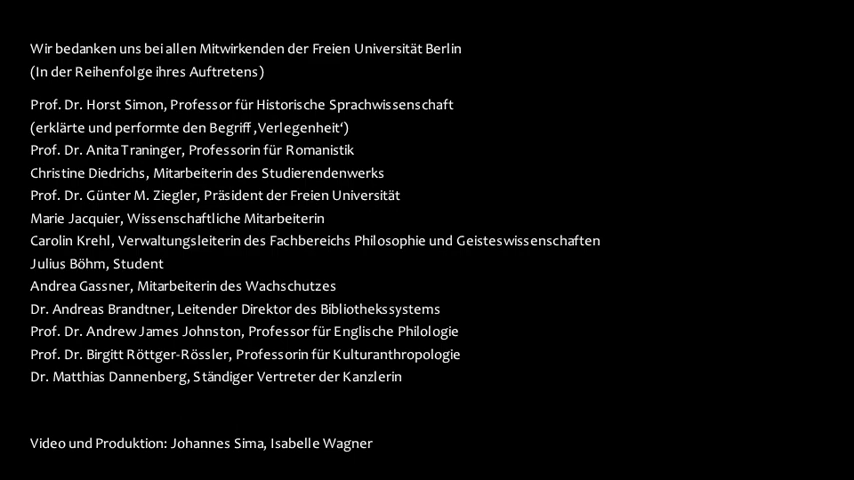 Wir bedanken uns bei allen Mitwirkenden der Freien Universität Berlin
(In der Reihenfolge ihres Auftretens)
Prof. Dr. Horst Simon, Professor für Historische Sprachwissenschaft
(erklärte und performte den Begriff ‚Verlegenheit‘)
Prof. Dr. Anita Traninger, Professorin für Romanistik
Christine Diedrichs, Mitarbeiterin des Studierendenwerks
Prof. Dr. Günter M. Ziegler, Präsident der Freien Universität
Marie Jacquier, Wissenschaftliche Mitarbeiterin
Carolin Krehl, Verwaltungsleiterin des Fachbereichs Philosophie und Geisteswissenschaften
Julius Böhm, Student
Andrea Gassner, Mitarbeiterin des Wachschutzes
Dr. Andreas Brandtner, Leitender Direktor des Bibliothekssystems
Prof. Dr. Andrew James Johnston, Professor für Englische Philologie
Prof. Dr. Birgitt Röttger-Rössler, Professorin für Kulturanthropologie
Dr. Matthias Dannenberg, Ständiger Vertreter der Kanzlerin
Video und Produktion: Johannes Sima, Isabelle Wagner